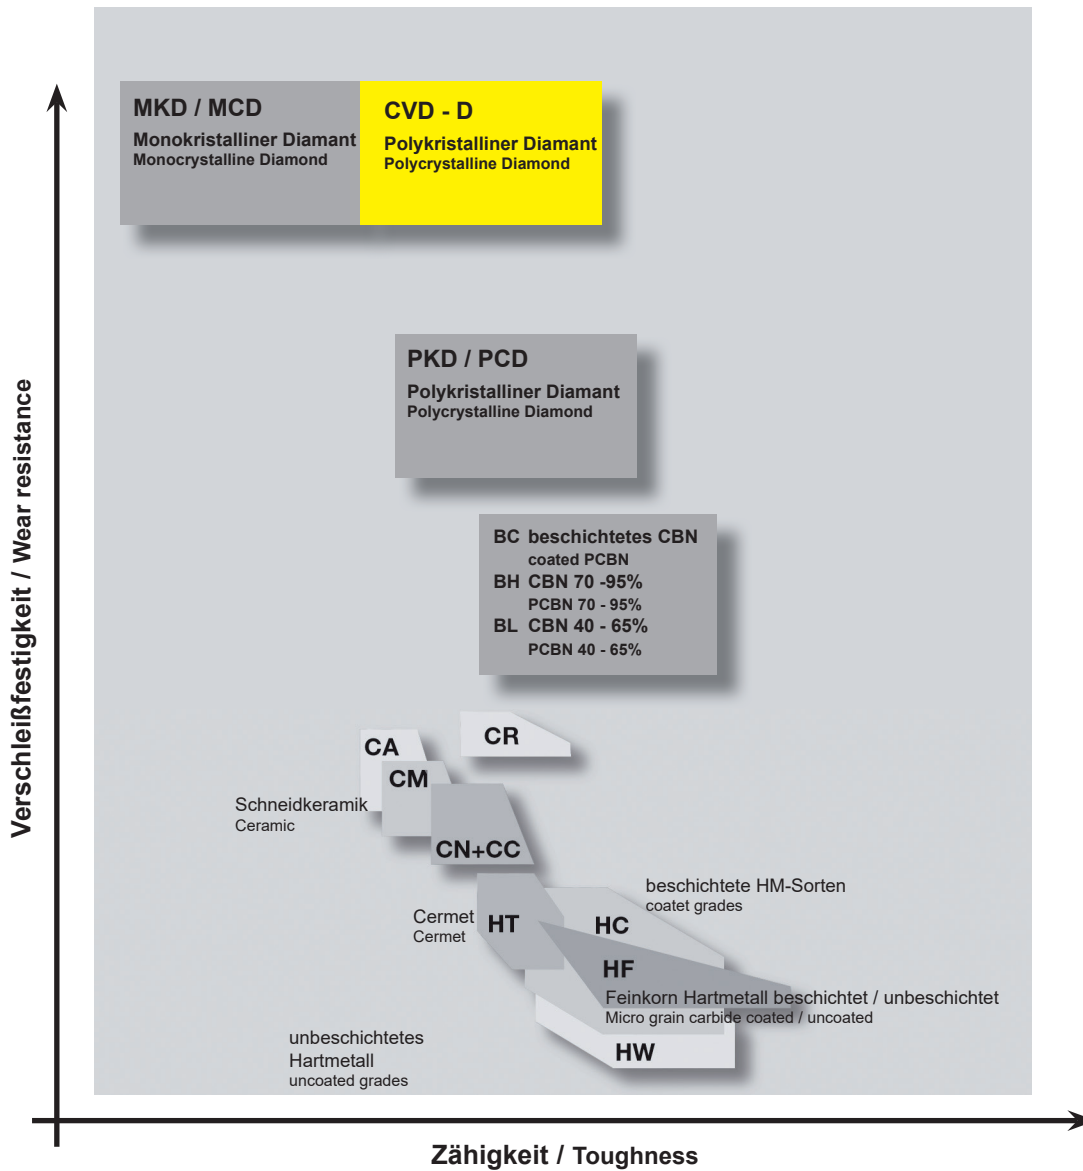 MKD / MCD
Monokristalliner Diamant
Monocrystalline Diamond
CVD - D
Polykristalliner Diamant
Polycrystalline Diamond
PKD / PCD
Polykristalliner Diamant
Polycrystalline Diamond
BC beschichtetes CBN
coated PCBN
BH CBN 70 -95%
PCBN 70 - 95%
BL CBN 40 - 65%
PCBN 40 - 65%
CR
CA
CM
Schneidkeramik
Ceramic
CN+CC
beschichtete HM-Sorten
coatet grades
Cermet
Cermet
HT
HC
HF
Feinkorn Hartmetall beschichtet / unbeschichtet
Micro grain carbide coated / uncoated
unbeschichtetes
Hartmetall
uncoated grades
HW
Verschleißfestigkeit / Wear resistance
Zähigkeit / Toughness